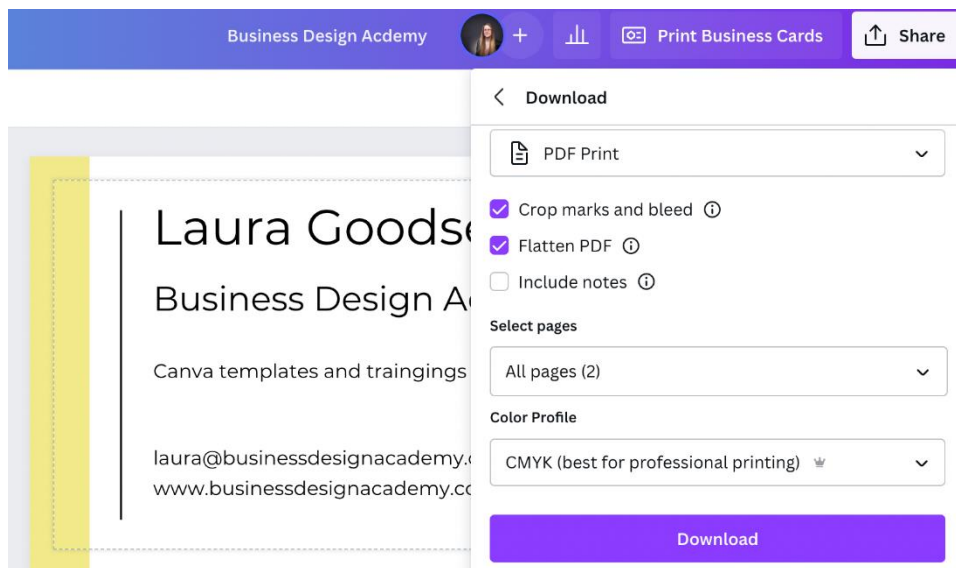 Business Design Acdemy
+
Print Business Cards
Share
Download
PDF Print
Crop marks and bleed
Flatten PDF
Include notes
Select pages
All pages (2)
Color Profile
CMYK (best for professional printing)
Download
Laura Goodse
Business Design A
Canva templates and traingings
laura@businessdesignacademy.c
www.businessdesignacademy.co